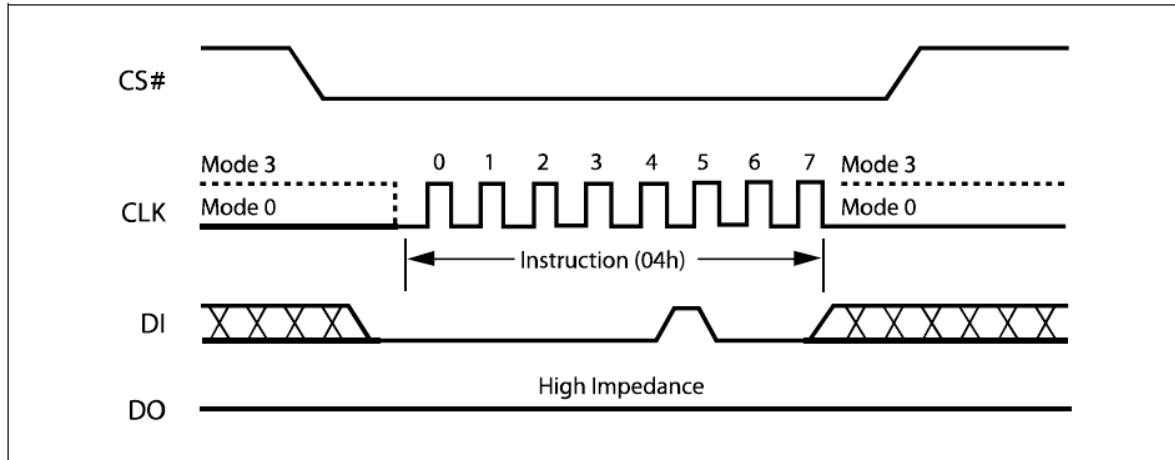 CS#
Mode 3
0 1 2 3 4 5 6 7
Mode 3
CLK
Mode 0
Mode 0
Instruction (04h)
DI
High Impedance
DO